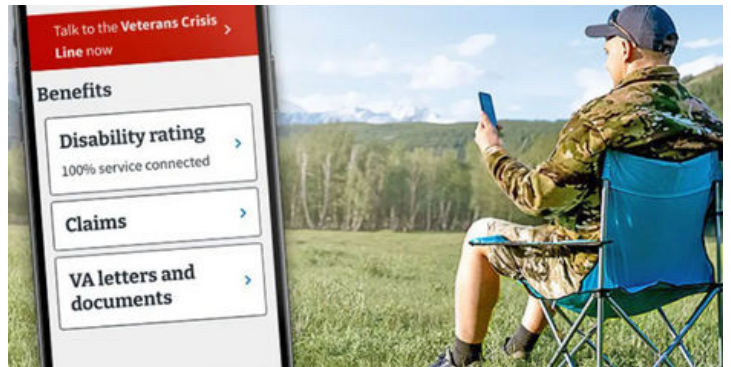 Talk to the Veterans Crisis
Line now
Benefits
Disability rating
100% service connected
Claims
VA letters and
documents